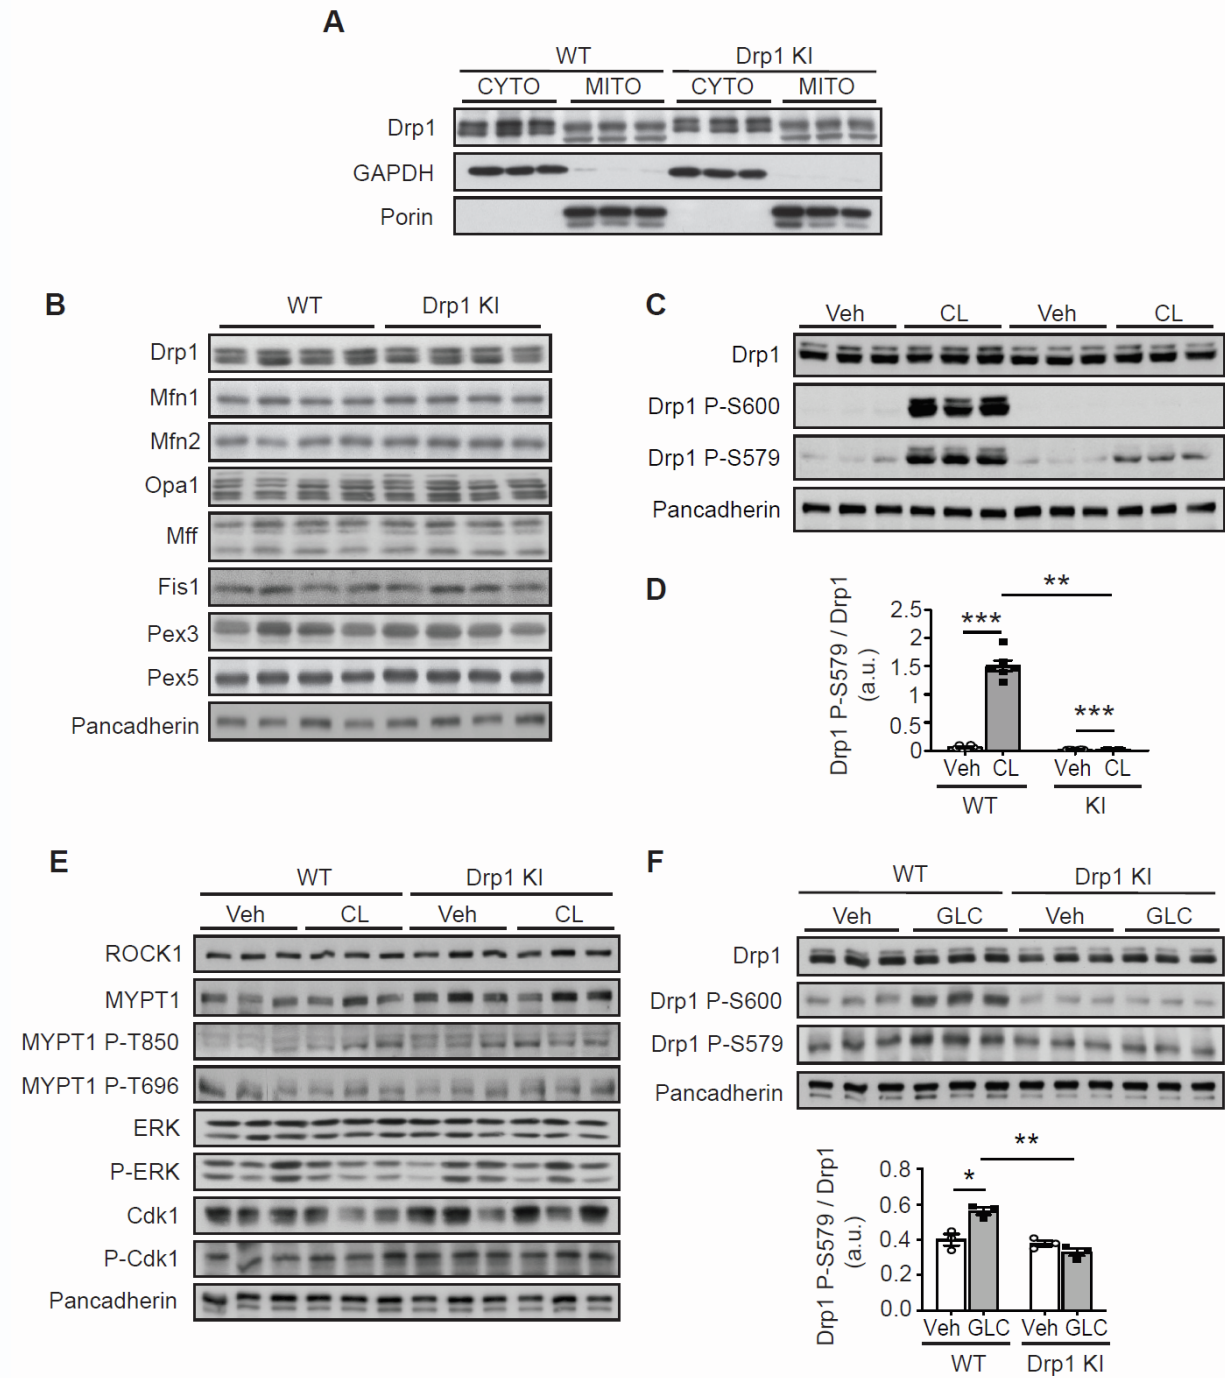 A
WT Drp1 KI
CYTO MITO CYTO MITO
Drp1
GAPDH
Porin
B
WT Drp1 KI
Drp1
Mfn1
Mfn2
Opa1
Mff
Fis1
Pex3
Pex5
Pancadherin
C
Veh CL Veh CL
Drp1
Drp1 P-S600
Drp1 P-S579
Pancadherin
D
Drp1 P-S579 / Drp1
(a.u.)
2.5
2
1.5
1
0.5
0
***
**
***
Veh CL Veh CL
WT KI
E
WT Drp1 KI
Veh CL Veh CL
ROCK1
MYPT1
MYPT1 P-T850
MYPT1 P-T696
ERK
P-ERK
Cdk1
P-Cdk1
Pancadherin
F
WT Drp1 KI
Veh GLC Veh GLC
Drp1
Drp1 P-S600
Drp1 P-S579
Pancadherin
Drp1 P-S579 / Drp1
(a.u.)
0.8
0.6
0.4
0.2
0.0
*
**
Veh GLC Veh GLC
WT Drp1 KI